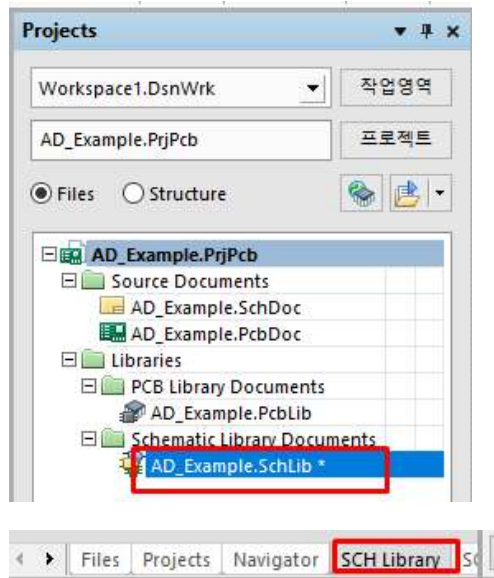 Projects
Workspace1.DsnWrk 작업영역
AD_Example.PrjPcb 프로젝트
Files Structure
AD_Example.PrjPcb
Source Documents
AD_Example.SchDoc
AD_Example.PcbDoc
Libraries
PCB Library Documents
AD_Example.PcbLib
Schematic Library Documents
AD_Example.SchLib *
Files Projects Navigator SCH Library